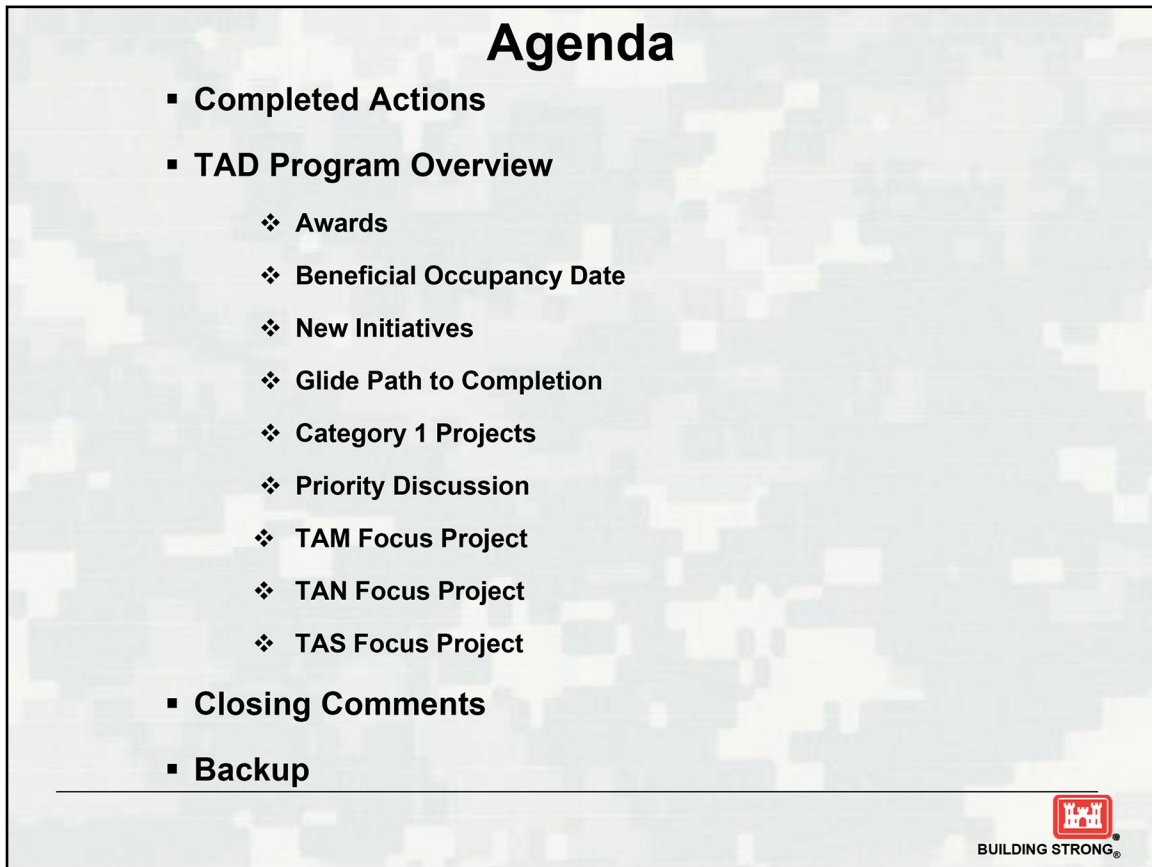 Agenda
▪ Completed Actions
▪ TAD Program Overview
❖ Awards
❖ Beneficial Occupancy Date
❖ New Initiatives
❖ Glide Path to Completion
❖ Category 1 Projects
❖ Priority Discussion
❖ TAM Focus Project
❖ TAN Focus Project
❖ TAS Focus Project
▪ Closing Comments
▪ Backup
BUILDING STRONG®